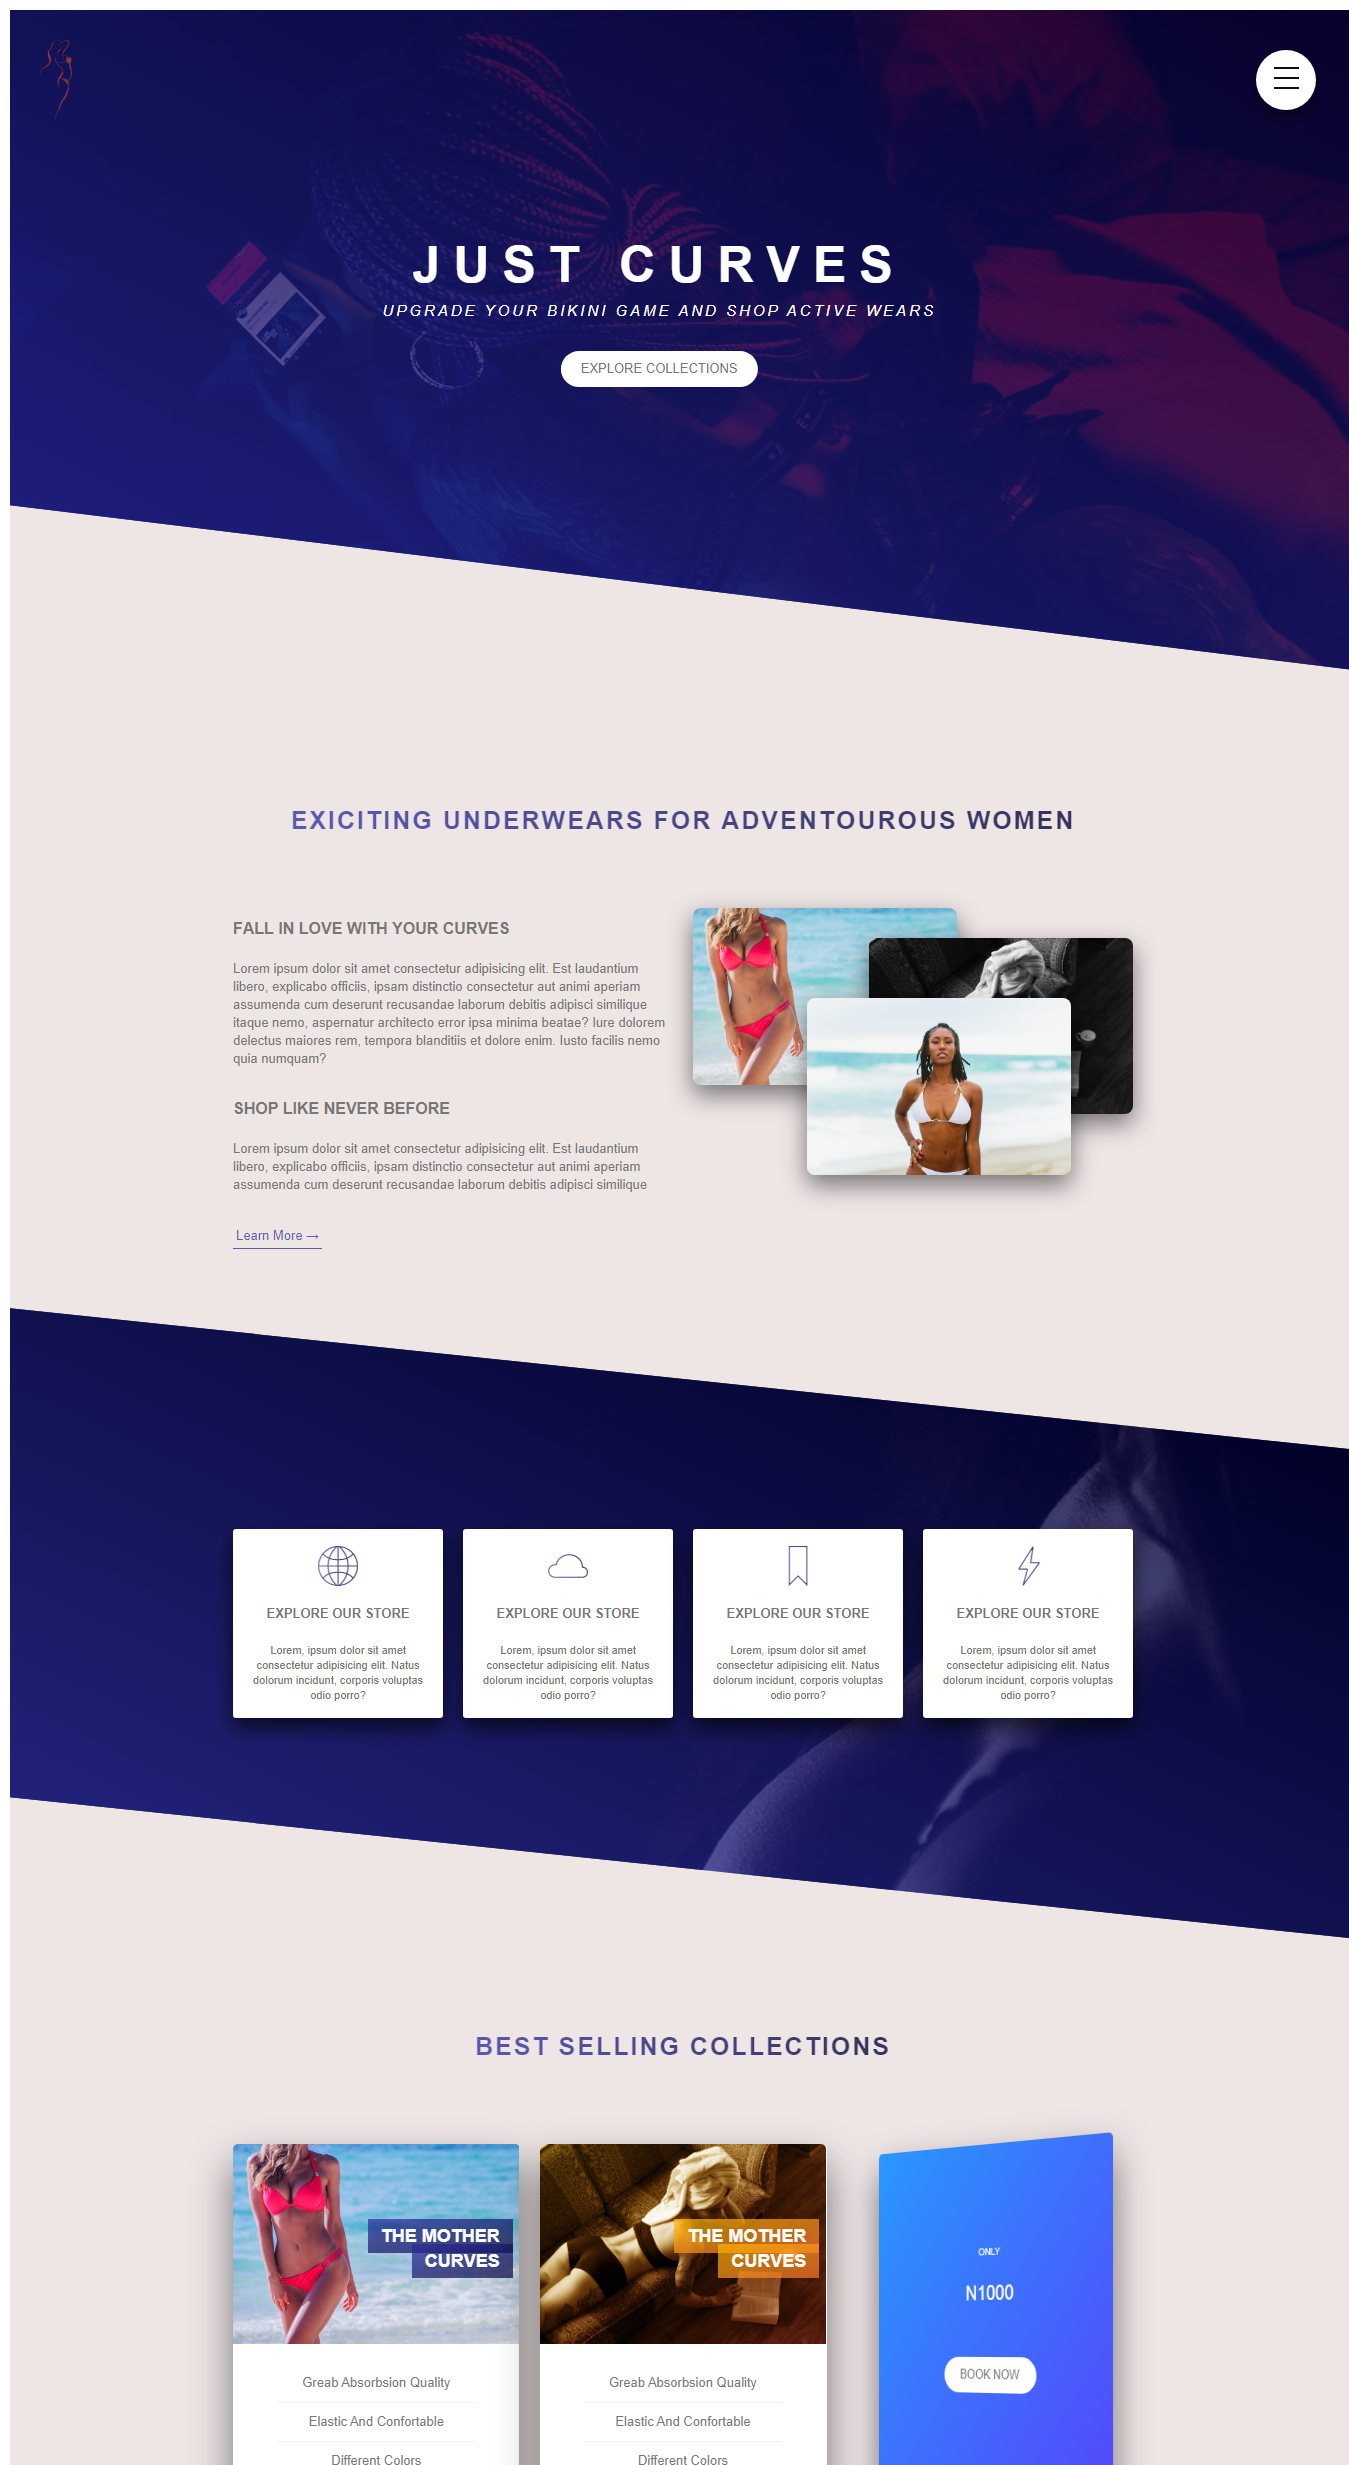 JUST CURVES
UPGRADE YOUR BIKINI GAME AND SHOP ACTIVE WEARS
EXPLORE COLLECTIONS
EXICITING UNDERWEARS FOR ADVENTOUROUS WOMEN
FALL IN LOVE WITH YOUR CURVES
Lorem ipsum dolor sit amet consectetur adipisicing elit. Est laudantium
libero, explicabo officiis, ipsam distinctio consectetur aut animi aperiam
assumenda cum deserunt recusandae laborum debitis adipisci similique
itaque nemo, aspernatur architecto error ipsa minima beatae? Iure dolorem
delectus maiores rem, tempora blanditiis et dolore enim. Iusto facilis nemo
quia numquam?
SHOP LIKE NEVER BEFORE
Lorem ipsum dolor sit amet consectetur adipisicing elit. Est laudantium
libero, explicabo officiis, ipsam distinctio consectetur aut animi aperiam
assumenda cum deserunt recusandae laborum debitis adipisci similique
Learn More →
EXPLORE OUR STORE
Lorem, ipsum dolor sit amet
consectetur adipisicing elit. Natus
dolorum incidunt, corporis voluptas
odio porro?
EXPLORE OUR STORE
Lorem, ipsum dolor sit amet
consectetur adipisicing elit. Natus
dolorum incidunt, corporis voluptas
odio porro?
EXPLORE OUR STORE
Lorem, ipsum dolor sit amet
consectetur adipisicing elit. Natus
dolorum incidunt, corporis voluptas
odio porro?
EXPLORE OUR STORE
Lorem, ipsum dolor sit amet
consectetur adipisicing elit. Natus
dolorum incidunt, corporis voluptas
odio porro?
BEST SELLING COLLECTIONS
THE MOTHER
CURVES
Greab Absorbsion Quality
Elastic And Confortable
Different Colors
THE MOTHER
CURVES
Greab Absorbsion Quality
Elastic And Confortable
Different Colors
ONLY
N1000
BOOK NOW